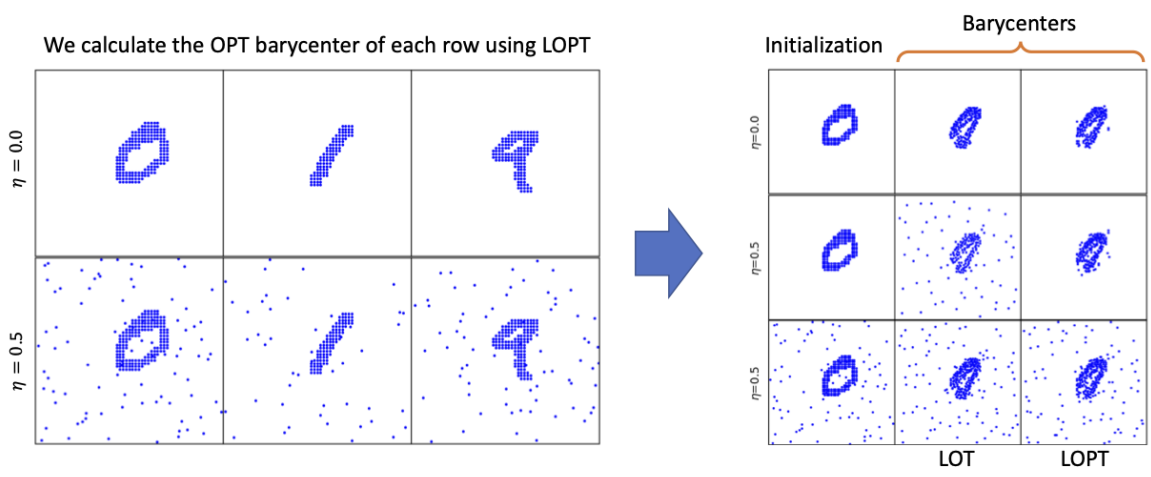 We calculate the OPT barycenter of each row using LOPT
η = 0.0
η = 0.5
Barycenters
Initialization
η=0.0
η=0.5
η=0.5
LOT
LOPT